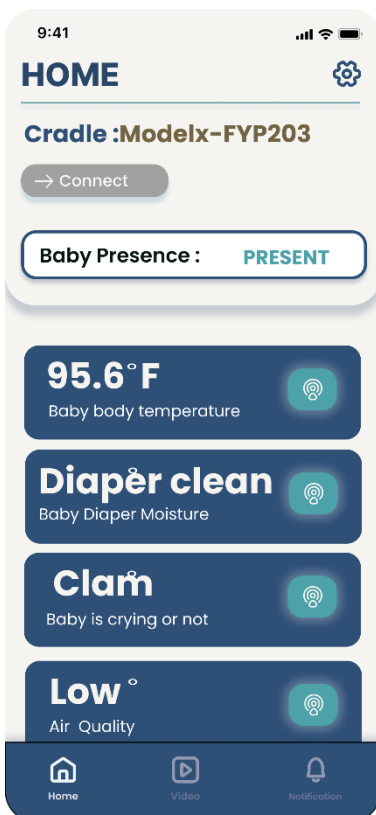 9:41
HOME
Cradle :Modelx-FYP203
→ Connect
Baby Presence : PRESENT
95.6°F
Baby body temperature
Diaper clean
Baby Diaper Moisture
Clam
Baby is crying or not
Low °
Air Quality
Home Video Notification